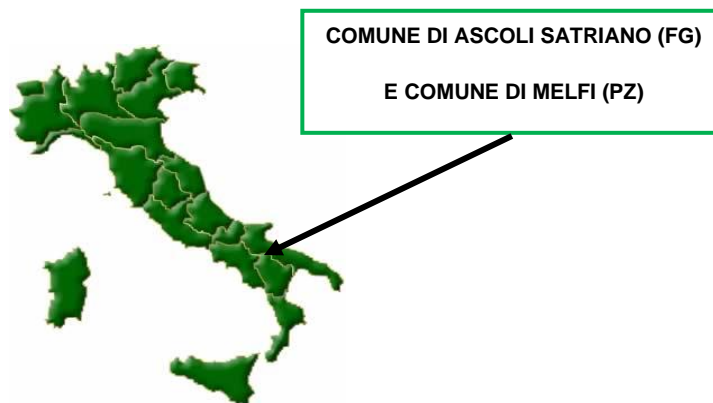 COMUNE DI ASCOLI SATRIANO (FG)
E COMUNE DI MELFI (PZ)